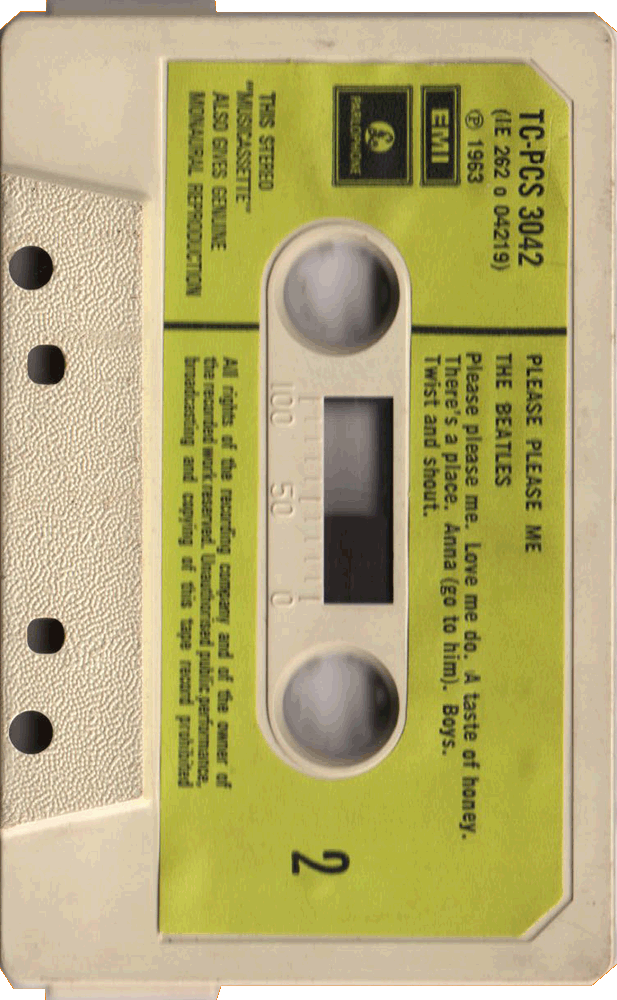 TC-PCS 3042
(IE 262 o 04219)
℗ 1963
EMI
PARLOPHONE
THIS STEREO
"MUSICASSETTE"
ALSO GIVES GENUINE
MONAURAL REPRODUCTION
PLEASE PLEASE ME
THE BEATLES
Please please me. Love me do. A taste of honey.
There's a place. Anna (go to him). Boys.
Twist and shout.
100 50 0
All rights of the recording company and of the owner of
the recorded work reserved Unauthorised public performance,
broadcasting and copying of this tape record prohibited
2